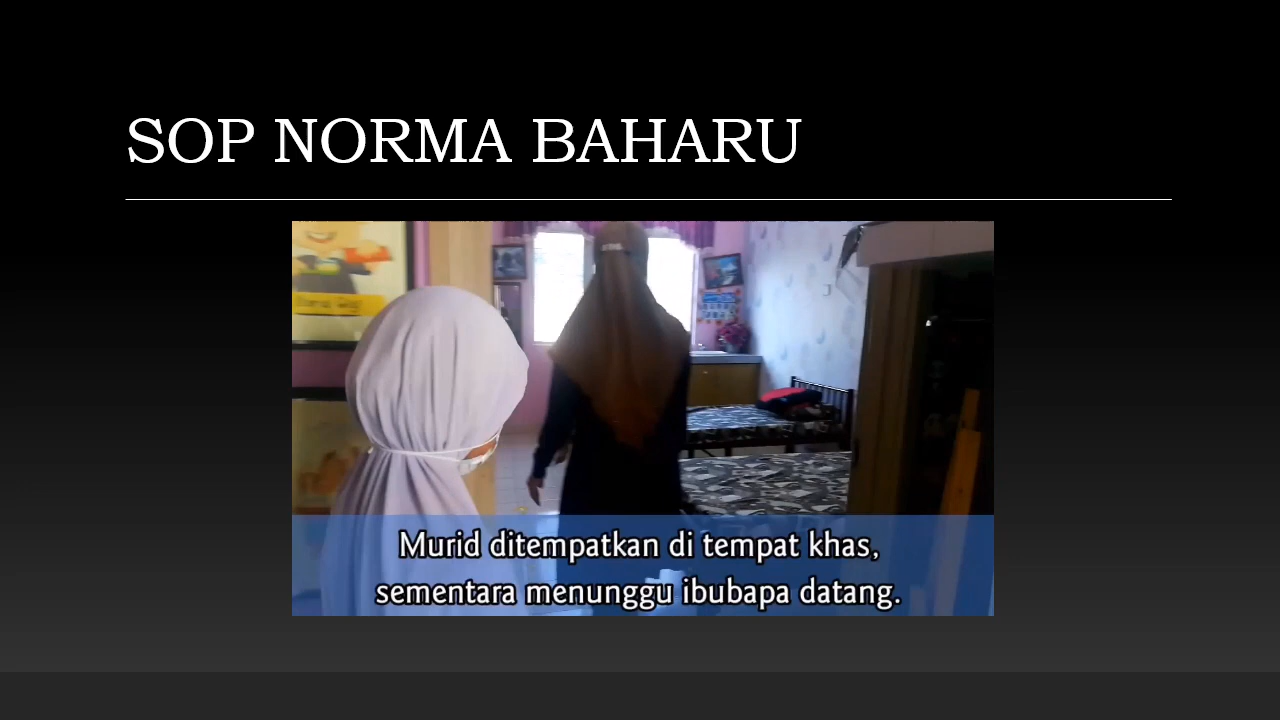 SOP NORMA BAHARU
Murid ditempatkan di tempat khas,
sementara menunggu ibubapa datang.